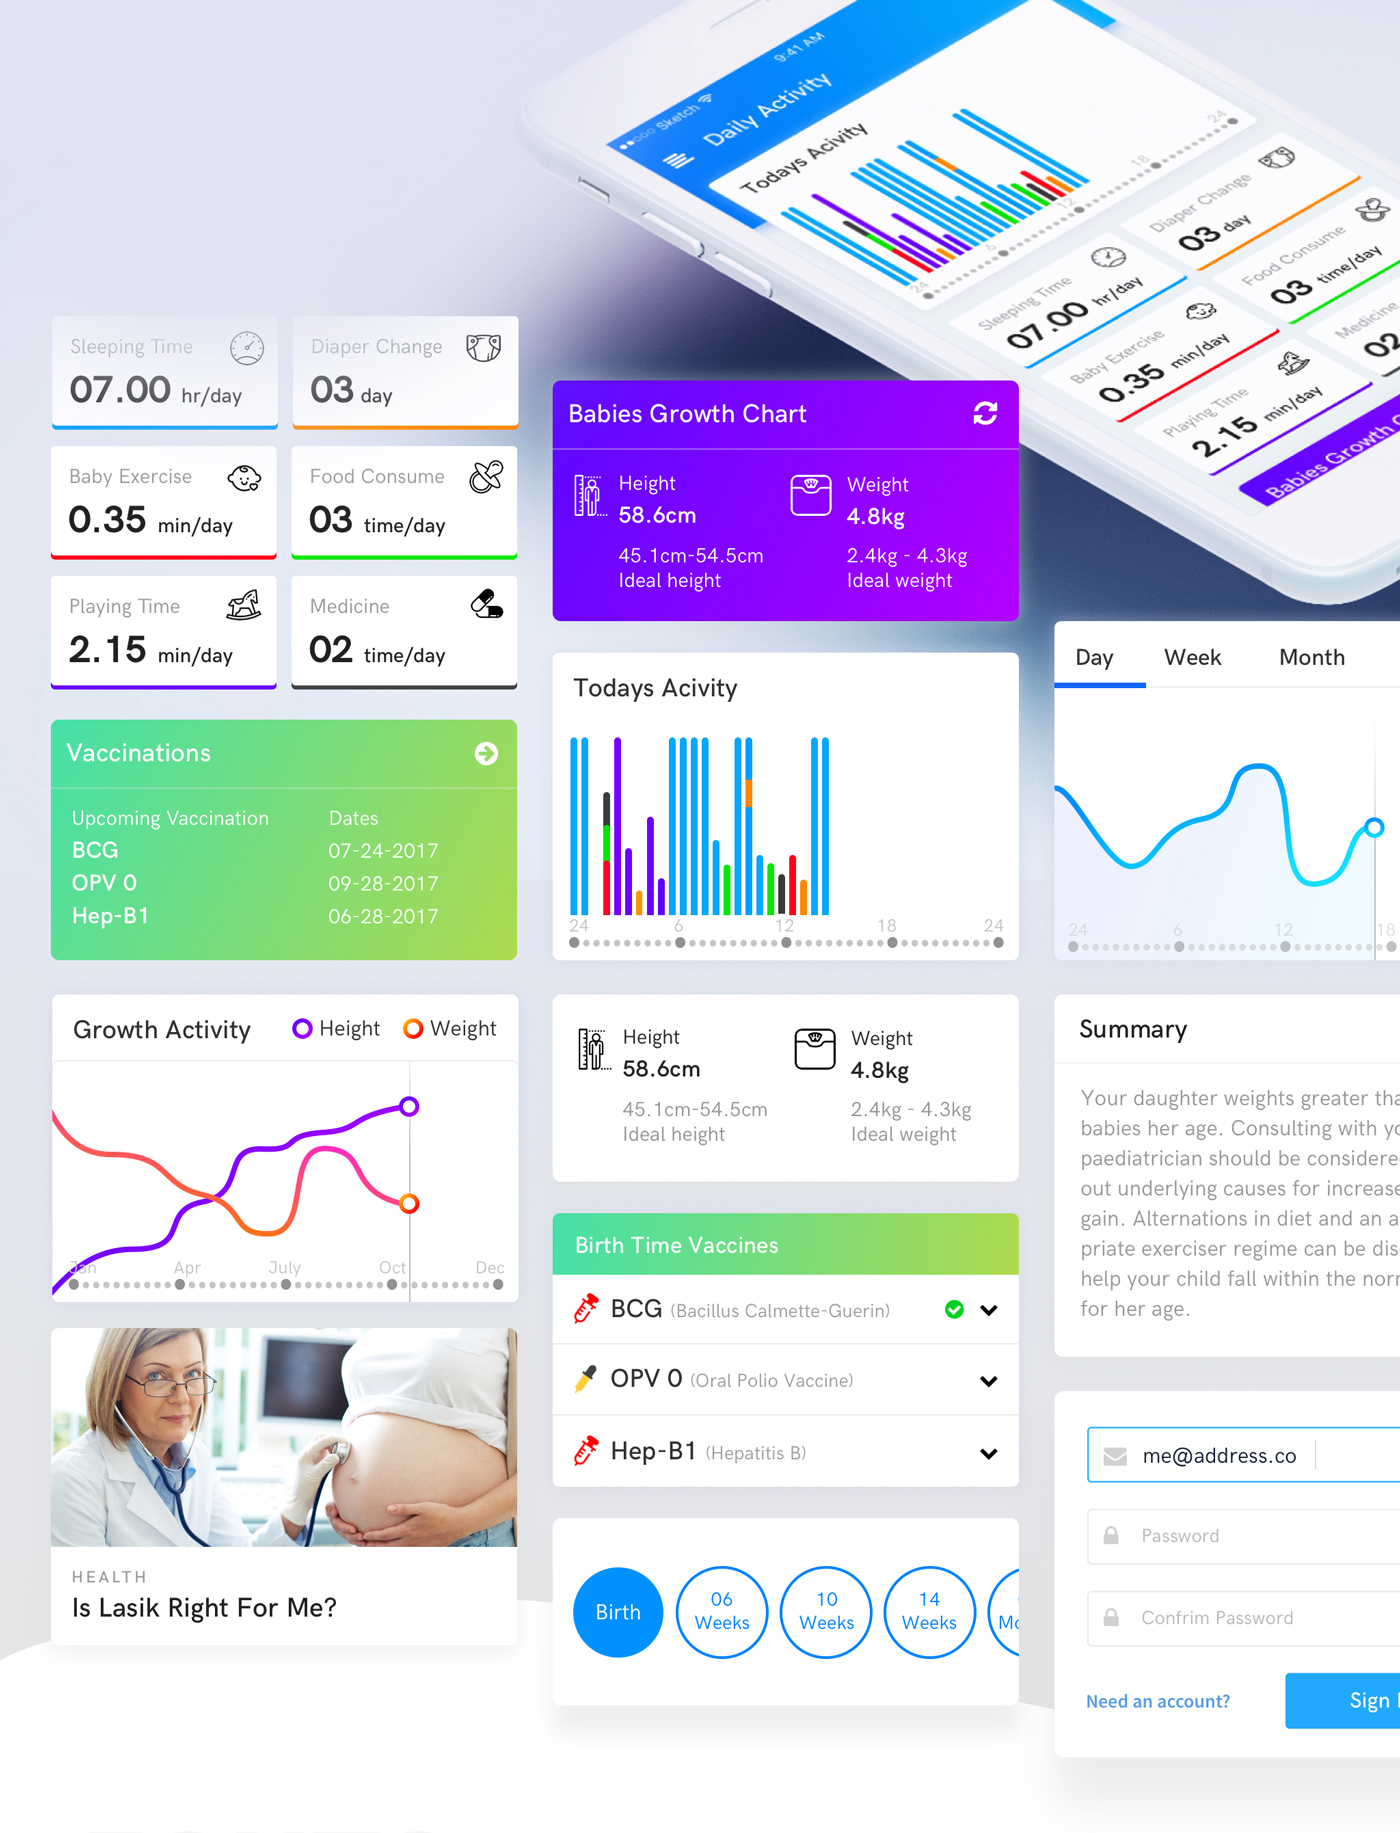 Sketch 9:41 AM
Daily Activity
Todays Acivity
24 6 12 18 24
Sleeping Time
07.00 hr/day
Diaper Change
03 day
Baby Exercise
0.35 min/day
Food Consume
03 time/day
Playing Time
2.15 min/day
Medicine
02
Babies Growth
Sleeping Time
07.00 hr/day
Diaper Change
03 day
Baby Exercise
0.35 min/day
Food Consume
03 time/day
Playing Time
2.15 min/day
Medicine
02 time/day
Vaccinations
Upcoming Vaccination Dates
BCG 07-24-2017
OPV 0 09-28-2017
Hep-B1 06-28-2017
Growth Activity Height Weight
Jan Apr July Oct Dec
HEALTH
Is Lasik Right For Me?
Babies Growth Chart
Height
58.6cm
45.1cm-54.5cm
Ideal height
Weight
4.8kg
2.4kg - 4.3kg
Ideal weight
Todays Acivity
24 6 12 18 24
Height
58.6cm
45.1cm-54.5cm
Ideal height
Weight
4.8kg
2.4kg - 4.3kg
Ideal weight
Birth Time Vaccines
BCG (Bacillus Calmette-Guerin)
OPV 0 (Oral Polio Vaccine)
Hep-B1 (Hepatitis B)
Birth
06
Weeks
10
Weeks
14
Weeks
Day Week Month
24 6 12 18
Summary
Your daughter weights greater
babies her age. Consulting with
paediatrician should be
out underlying causes for
gain. Alternations in diet and an
priate exerciser regime can be
help your child fall within the
for her age.
me@address.co
Password
Confrim Password
Need an account?
Sign